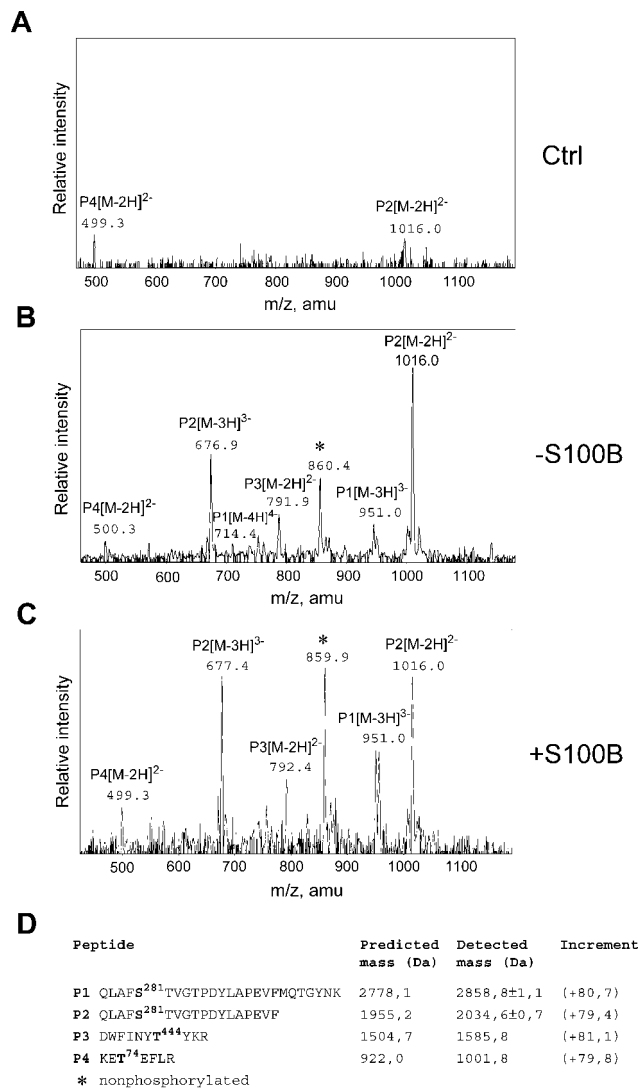 A
Relative intensity
P4[M-2H]2-
499.3
P2[M-2H]2-
1016.0
Ctrl
500 600 700 800 900 1000 1100
m/z, amu
B
Relative intensity
P2[M-2H]2-
1016.0
P2[M-3H]3-
676.9
*
860.4
P3[M-2H]2-
791.9
P1[M-3H]3-
951.0
P4[M-2H]2-
500.3
P1[M-4H]4-
714.4
-S100B
500 600 700 800 900 1000 1100
m/z, amu
C
Relative intensity
P2[M-3H]3-
677.4
*
859.9
P2[M-2H]2-
1016.0
P1[M-3H]3-
951.0
P3[M-2H]2-
792.4
P4[M-2H]2-
499.3
+S100B
500 600 700 800 900 1000 1100
m/z, amu
D
Peptide Predicted mass (Da) Detected mass (Da) Increment
P1 QLAFS281TVGTPDYLAPEVFMQTGYNK 2778,1 2858,8±1,1 (+80,7)
P2 QLAFS281TVGTPDYLAPEVF 1955,2 2034,6±0,7 (+79,4)
P3 DWFINYT444YKR 1504,7 1585,8 (+81,1)
P4 KET74EFLR 922,0 1001,8 (+79,8)
* nonphosphorylated